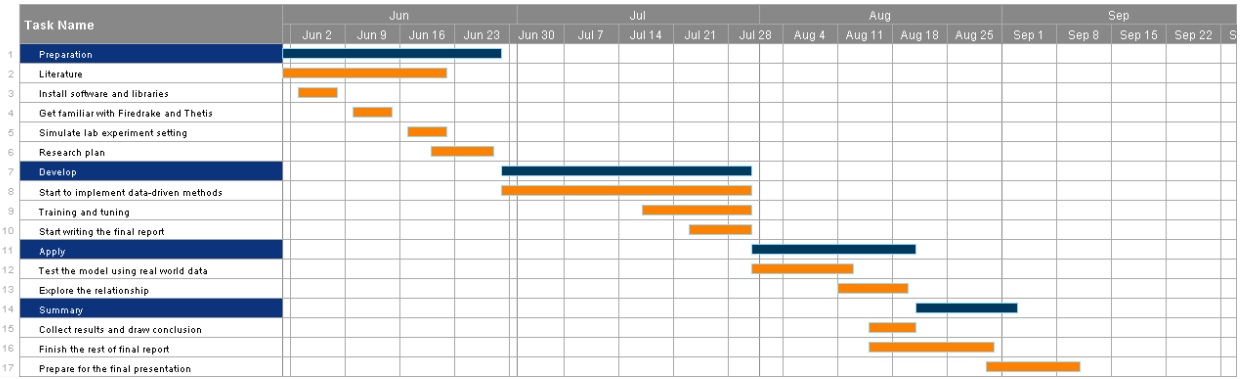 Task Name
Jun Jul Aug Sep
Jun 2 Jun 9 Jun 16 Jun 23 Jun 30 Jul 7 Jul 14 Jul 21 Jul 28 Aug 4 Aug 11 Aug 18 Aug 25 Sep 1 Sep 8 Sep 15 Sep 22 S
1 Preparation
2 Literature
3 Install software and libraries
4 Get familiar with Firedrake and Thetis
5 Simulate lab experiment setting
6 Research plan
7 Develop
8 Start to implement data-driven methods
9 Training and tuning
10 Start writing the final report
11 Apply
12 Test the model using real world data
13 Explore the relationship
14 Summary
15 Collect results and draw conclusion
16 Finish the rest of final report
17 Prepare for the final presentation